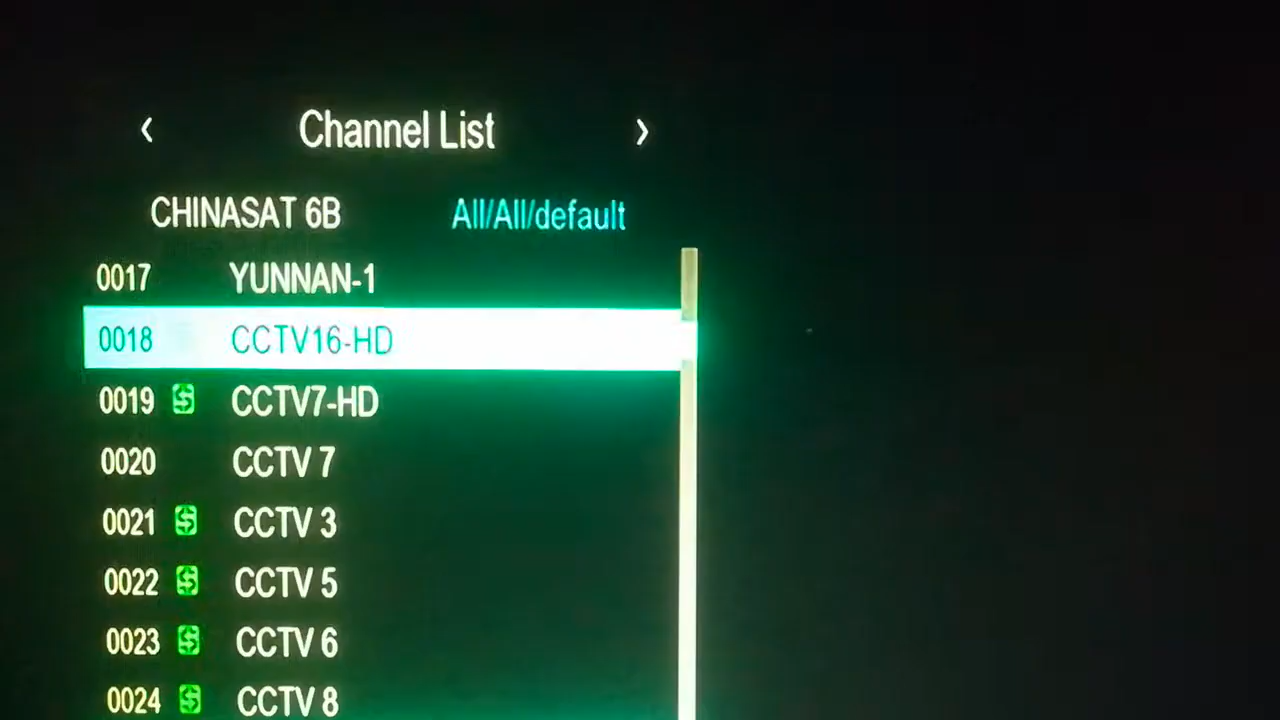 ‹ Channel List ›
CHINASAT 6B All/All/default
0017 YUNNAN-1
0018 CCTV16-HD
0019 $ CCTV7-HD
0020 CCTV 7
0021 $ CCTV 3
0022 $ CCTV 5
0023 $ CCTV 6
0024 $ CCTV 8